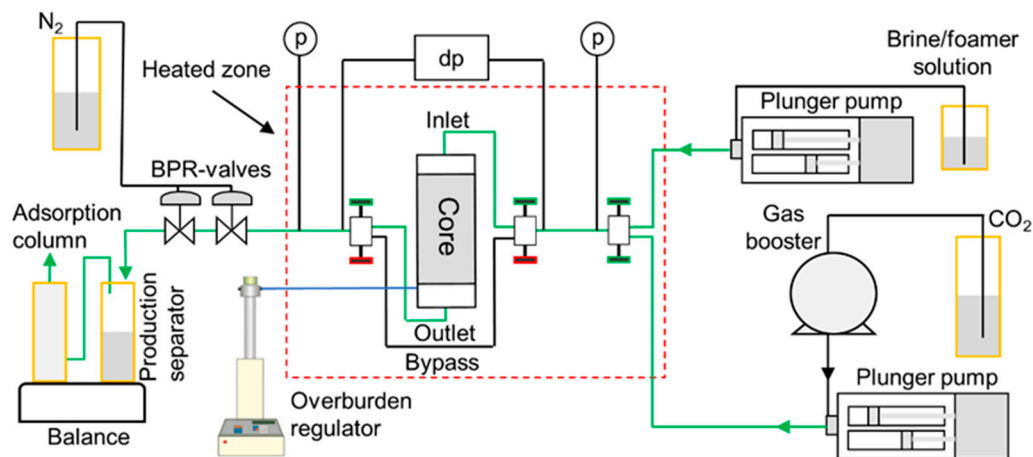 N₂
Heated zone
BPR-valves
Adsorption
column
Production
separator
Balance
p
dp
p
Inlet
Core
Outlet
Bypass
Overburden
regulator
Brine/foamer
solution
Plunger pump
Gas
booster
CO₂
Plunger pump